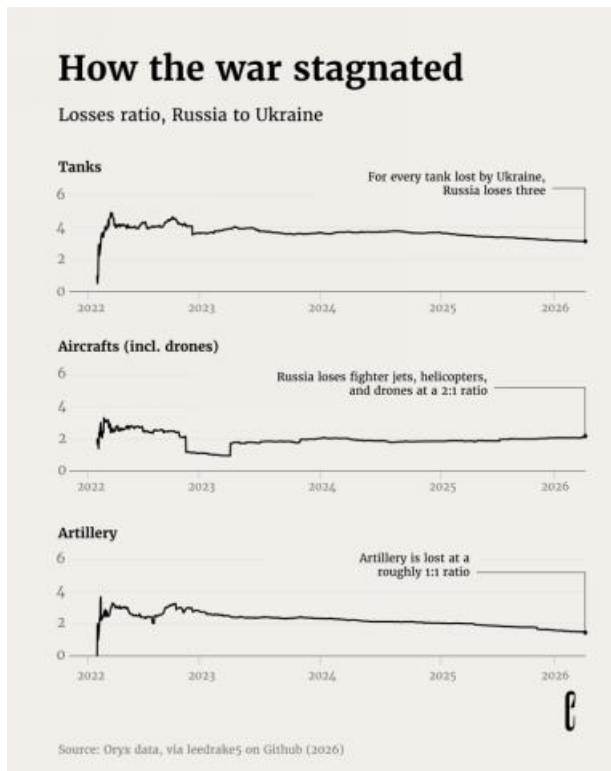 How the war stagnated
Losses ratio, Russia to Ukraine
Tanks
For every tank lost by Ukraine,
Russia loses three
6
4
2
0
2022 2023 2024 2025 2026
Aircrafts (incl. drones)
Russia loses fighter jets, helicopters,
and drones at a 2:1 ratio
6
4
2
0
2022 2023 2024 2025 2026
Artillery
Artillery is lost at a
roughly 1:1 ratio
6
4
2
0
2022 2023 2024 2025 2026
e
Source: Oryx data, via leedrake5 on Github (2026)